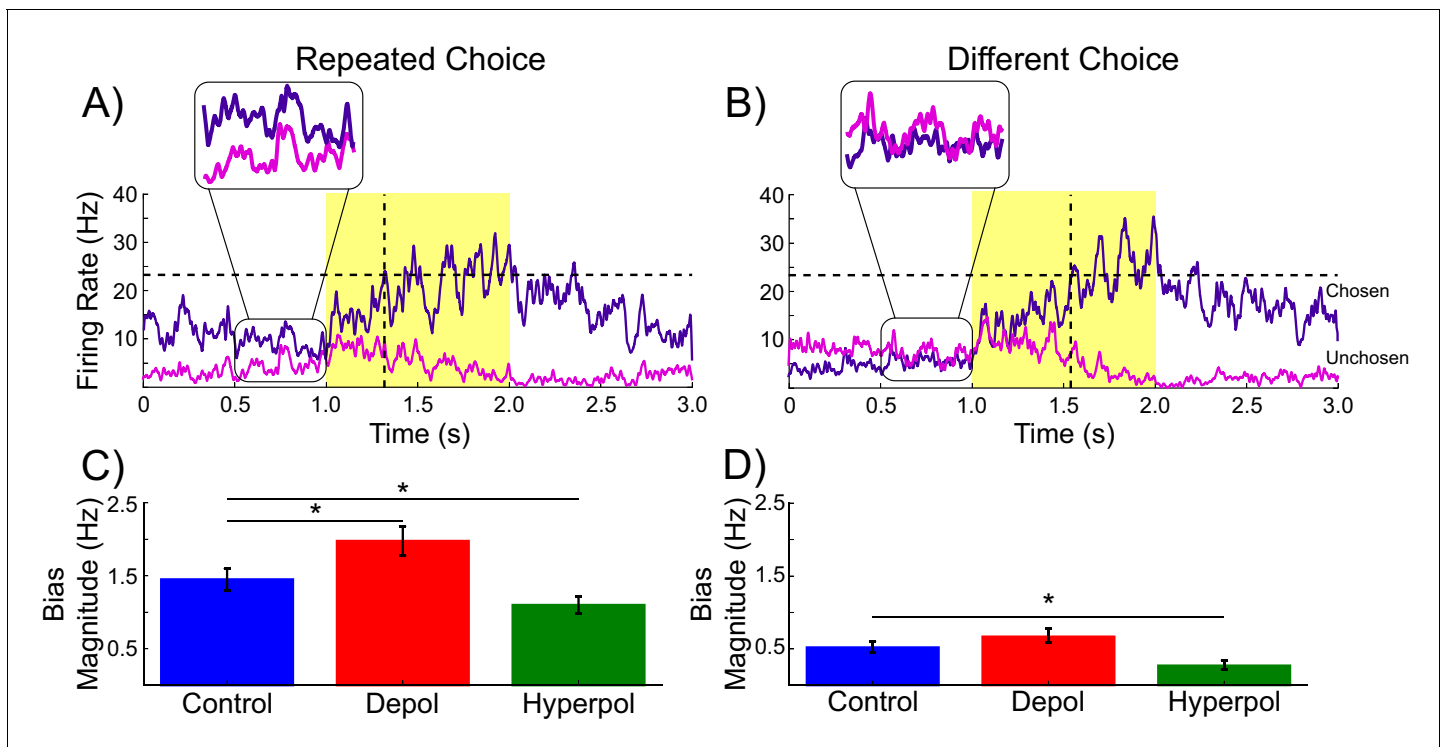 Repeated Choice
Different Choice
A)
B)
Firing Rate (Hz)
40
30
20
10
0
0.5
1.0
1.5
2.0
2.5
3.0
Time (s)
40
30
20
10
0
0.5
1.0
1.5
2.0
2.5
3.0
Time (s)
Chosen
Unchosen
C)
D)
Bias
Magnitude (Hz)
2.5
1.5
0.5
*
*
Control
Depol
Hyperpol
Bias
Magnitude (Hz)
2.5
1.5
0.5
*
Control
Depol
Hyperpol